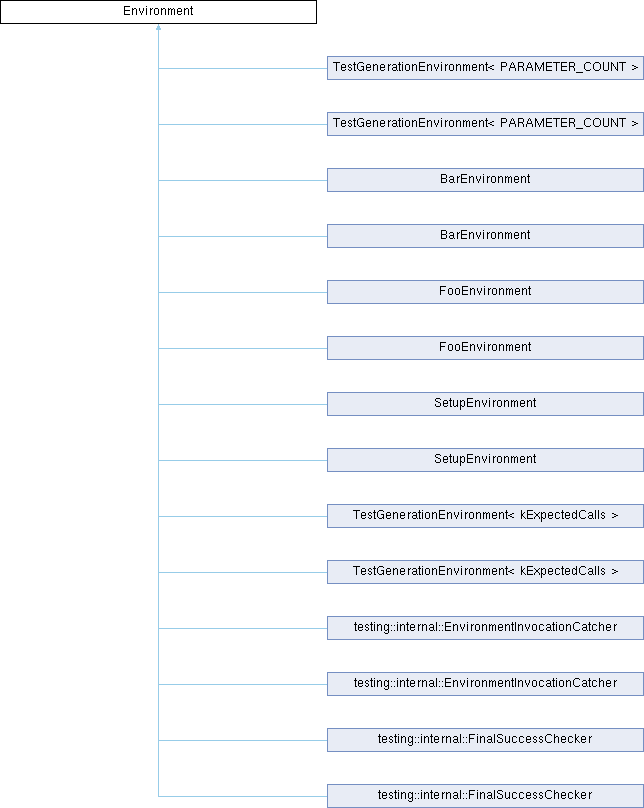 Environment
TestGenerationEnvironment< PARAMETER_COUNT >
TestGenerationEnvironment< PARAMETER_COUNT >
BarEnvironment
BarEnvironment
FooEnvironment
FooEnvironment
SetupEnvironment
SetupEnvironment
TestGenerationEnvironment< kExpectedCalls >
TestGenerationEnvironment< kExpectedCalls >
testing::internal::EnvironmentInvocationCatcher
testing::internal::EnvironmentInvocationCatcher
testing::internal::FinalSuccessChecker
testing::internal::FinalSuccessChecker